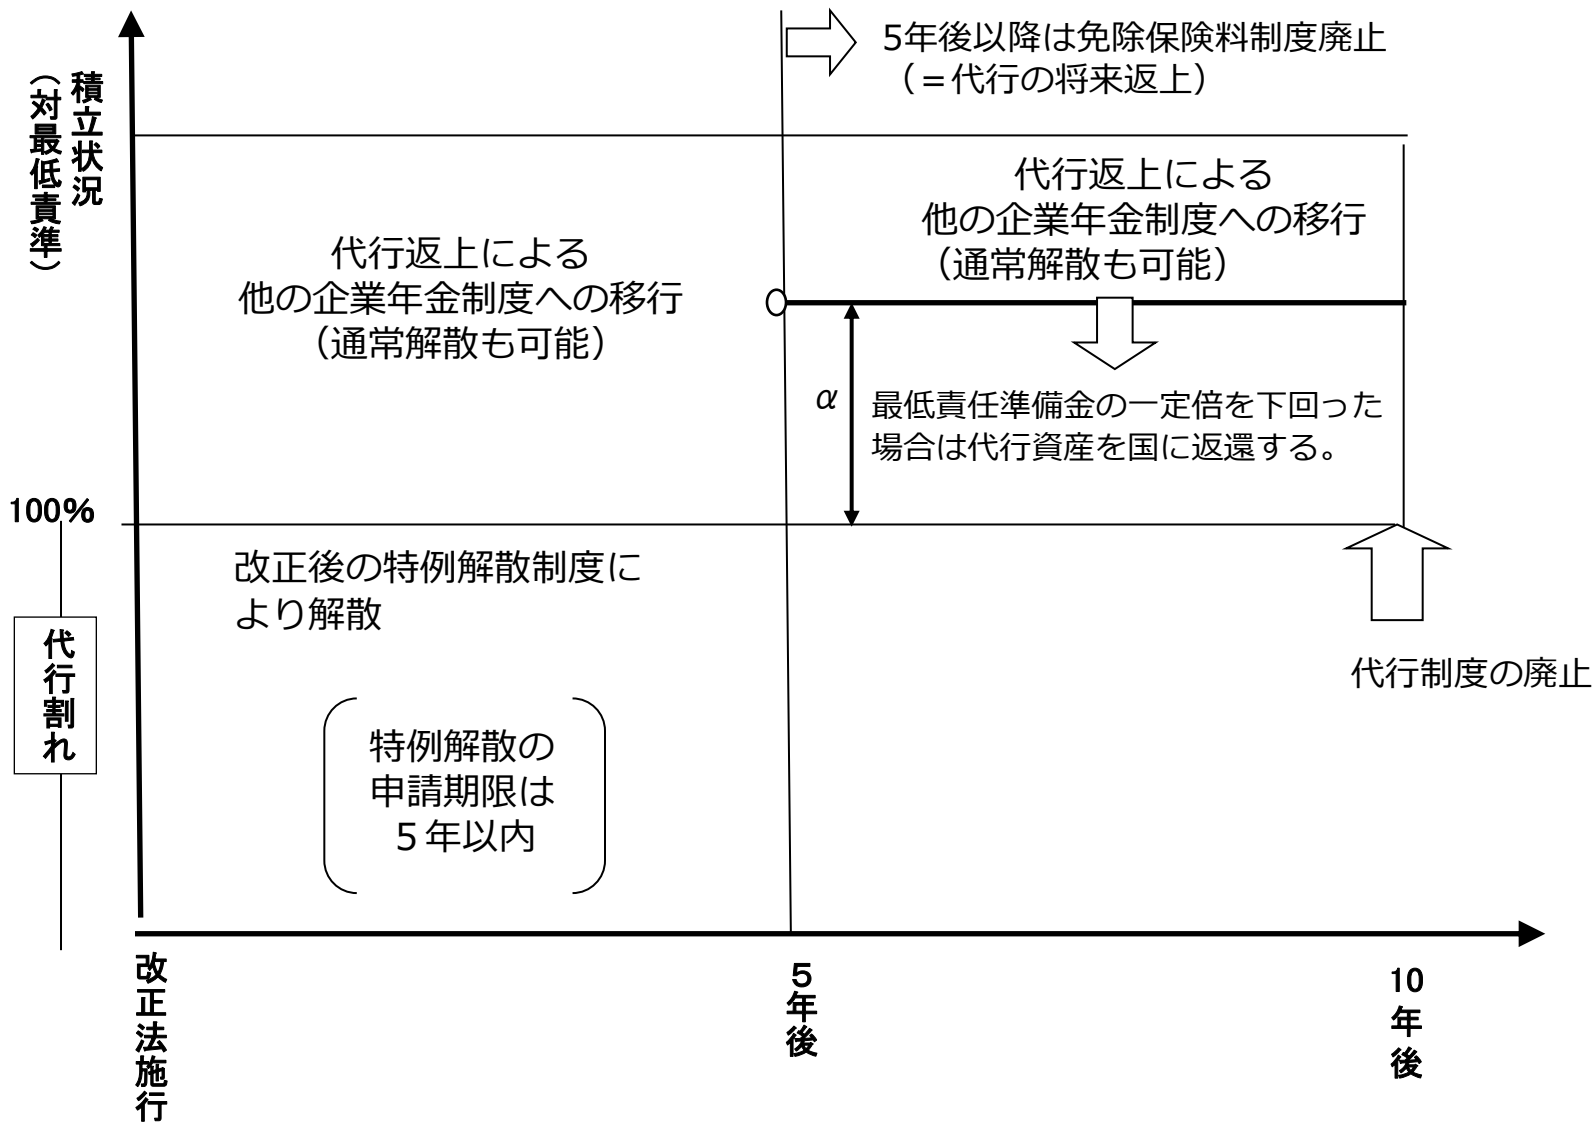 5年後以降は免除保険料制度廃止
（＝代行の将来返上）
積立状況
（対最低責準）
代行返上による
他の企業年金制度への移行
（通常解散も可能）
代行返上による
他の企業年金制度への移行
（通常解散も可能）
α
最低責任準備金の一定倍を下回った
場合は代行資産を国に返還する。
100%
代行割れ
改正後の特例解散制度に
より解散
特例解散の
申請期限は
５年以内
代行制度の廃止
改正法施行
５年後
10年後